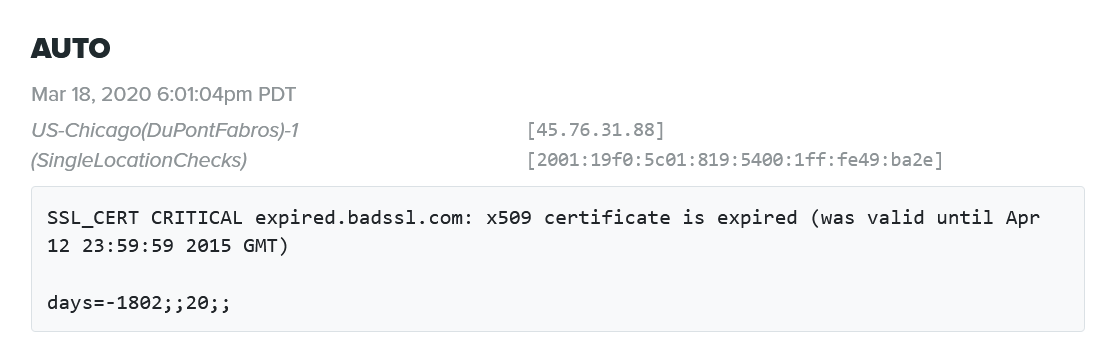 AUTO
Mar 18, 2020 6:01:04pm PDT
US-Chicago(DuPontFabros)-1 [45.76.31.88]
(SingleLocationChecks) [2001:19f0:5c01:819:5400:1ff:fe49:ba2e]
SSL_CERT CRITICAL expired.badssl.com: x509 certificate is expired (was valid until Apr
12 23:59:59 2015 GMT)
days=-1802;;20;;